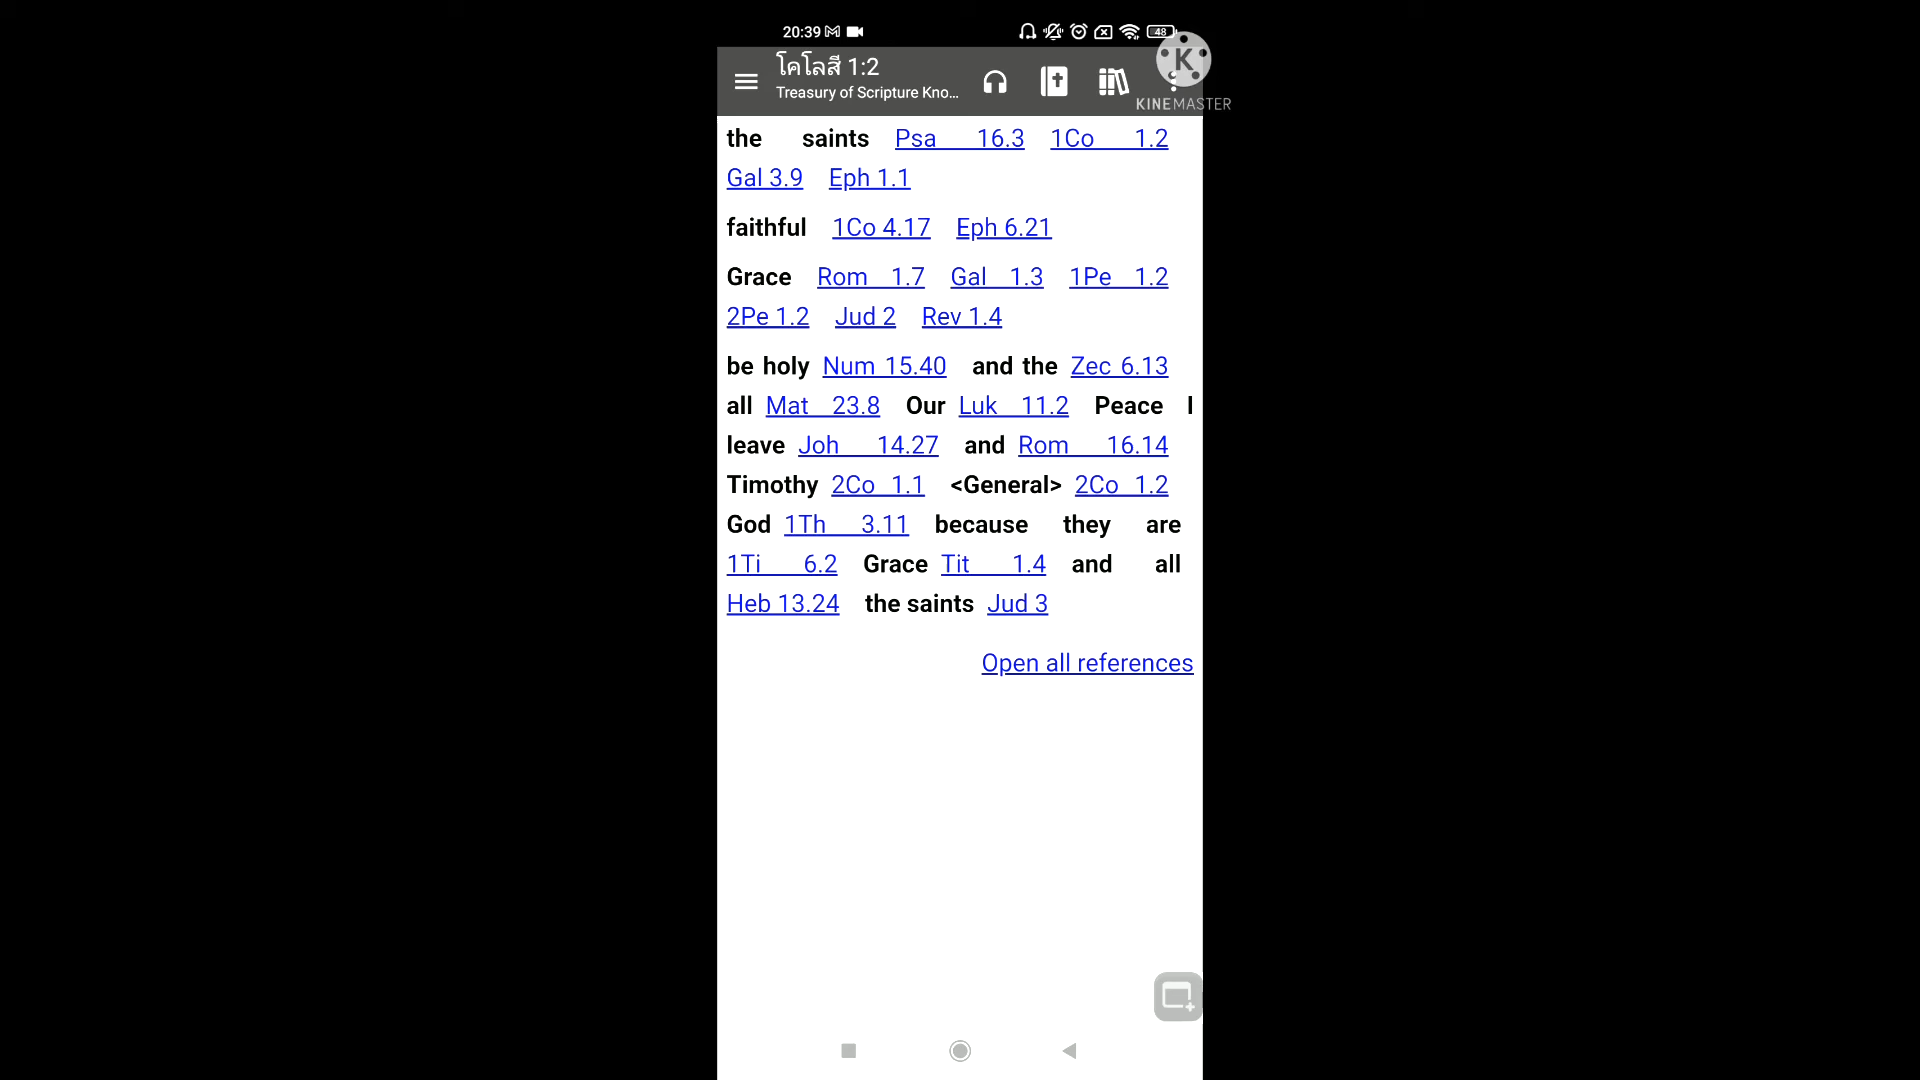 20:39
48
โคโลสี 1:2
Treasury of Scripture Kno...
KINEMASTER
the saints Psa 16.3 1Co 1.2
Gal 3.9 Eph 1.1
faithful 1Co 4.17 Eph 6.21
Grace Rom 1.7 Gal 1.3 1Pe 1.2
2Pe 1.2 Jud 2 Rev 1.4
be holy Num 15.40 and the Zec 6.13
all Mat 23.8 Our Luk 11.2 Peace I
leave Joh 14.27 and Rom 16.14
Timothy 2Co 1.1 <General> 2Co 1.2
God 1Th 3.11 because they are
1Ti 6.2 Grace Tit 1.4 and all
Heb 13.24 the saints Jud 3
Open all references